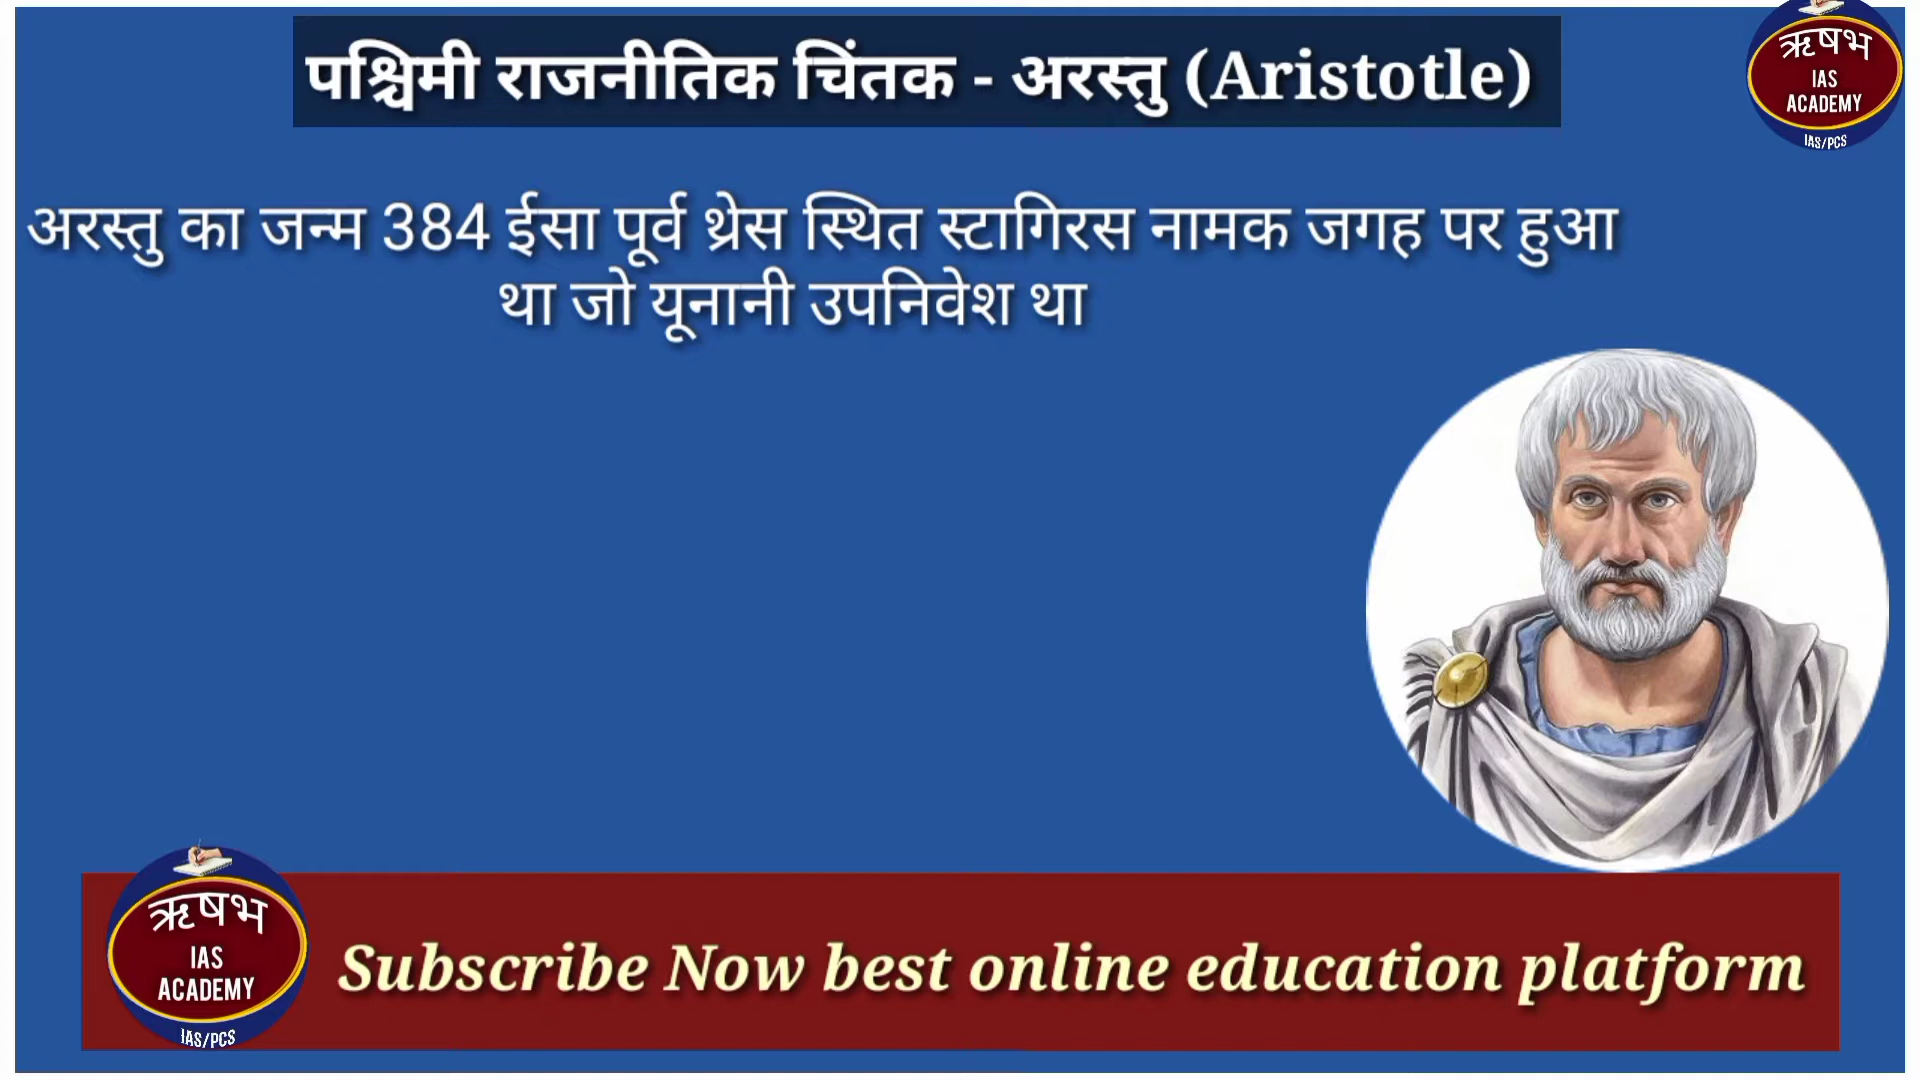 पश्चिमी राजनीतिक चिंतक - अरस्तु (Aristotle)
ऋषभ
IAS
ACADEMY
IAS/PCS
अरस्तु का जन्म 384 ईसा पूर्व थ्रेस स्थित स्टागिरस नामक जगह पर हुआ
था जो यूनानी उपनिवेश था
ऋषभ
IAS
ACADEMY
IAS/PCS
Subscribe Now best online education platform